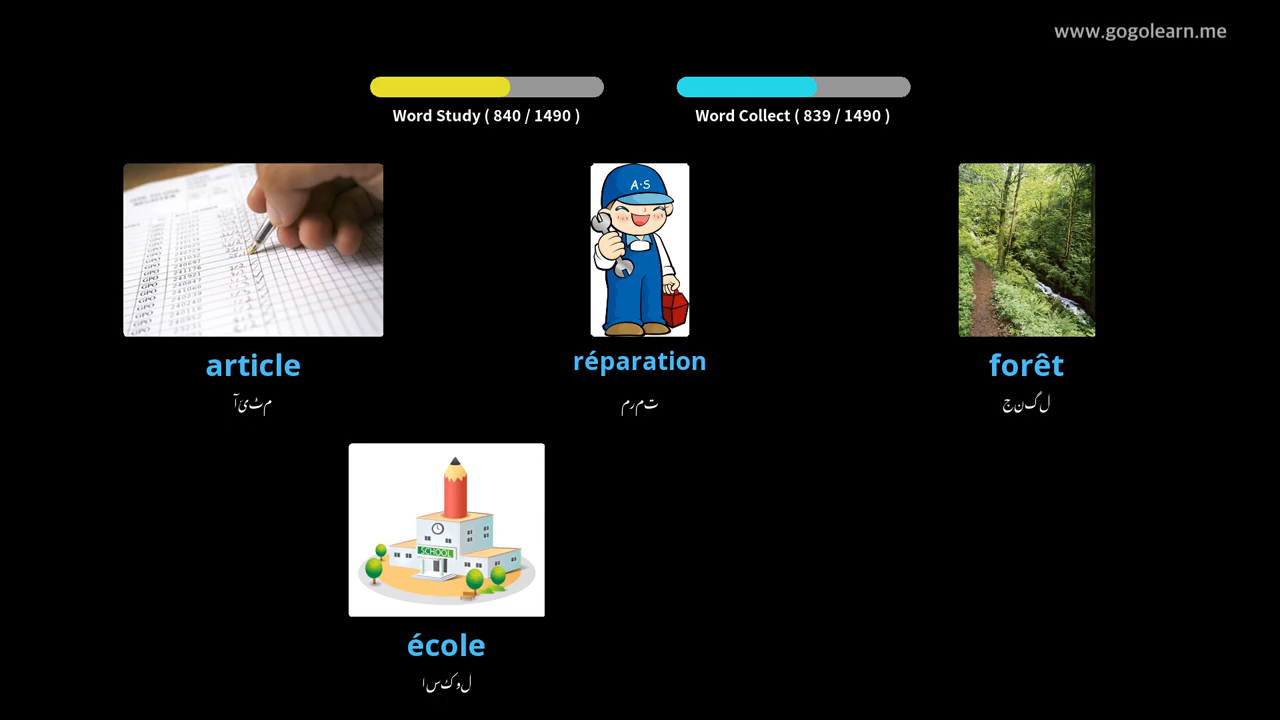 www.gogolearn.me
Word Study ( 840 / 1490 )
Word Collect ( 839 / 1490 )
A·S
article
آئٹم
réparation
مرمت
forêt
جنگل
SCHOOL
école
اسکول